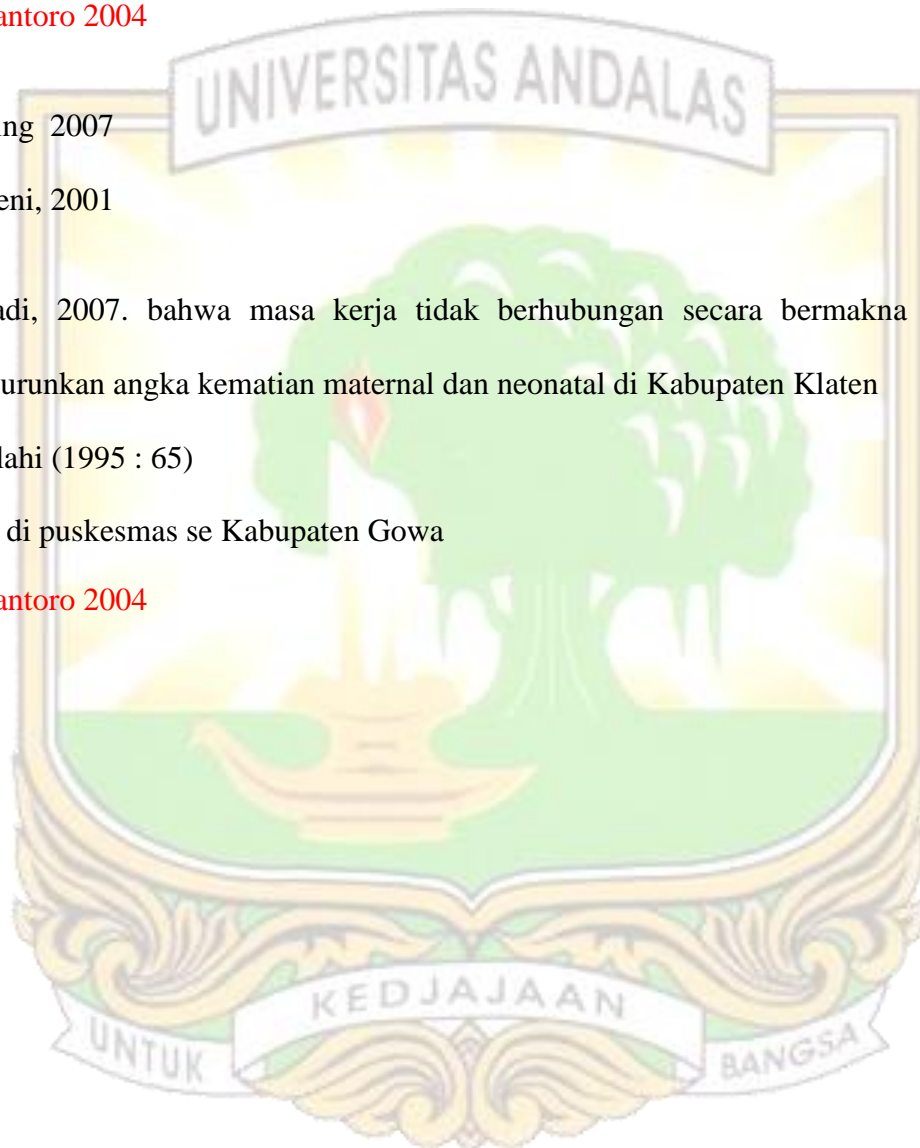 antoro 2004
UNIVERSITAS ANDALAS
ing 2007
eni, 2001
adi, 2007. bahwa masa kerja tidak berhubungan secara bermakna
urunkan angka kematian maternal dan neonatal di Kabupaten Klaten
lahi (1995 : 65)
di puskesmas se Kabupaten Gowa
antoro 2004
KEDJAJAAN
UNTUK
BANGSA